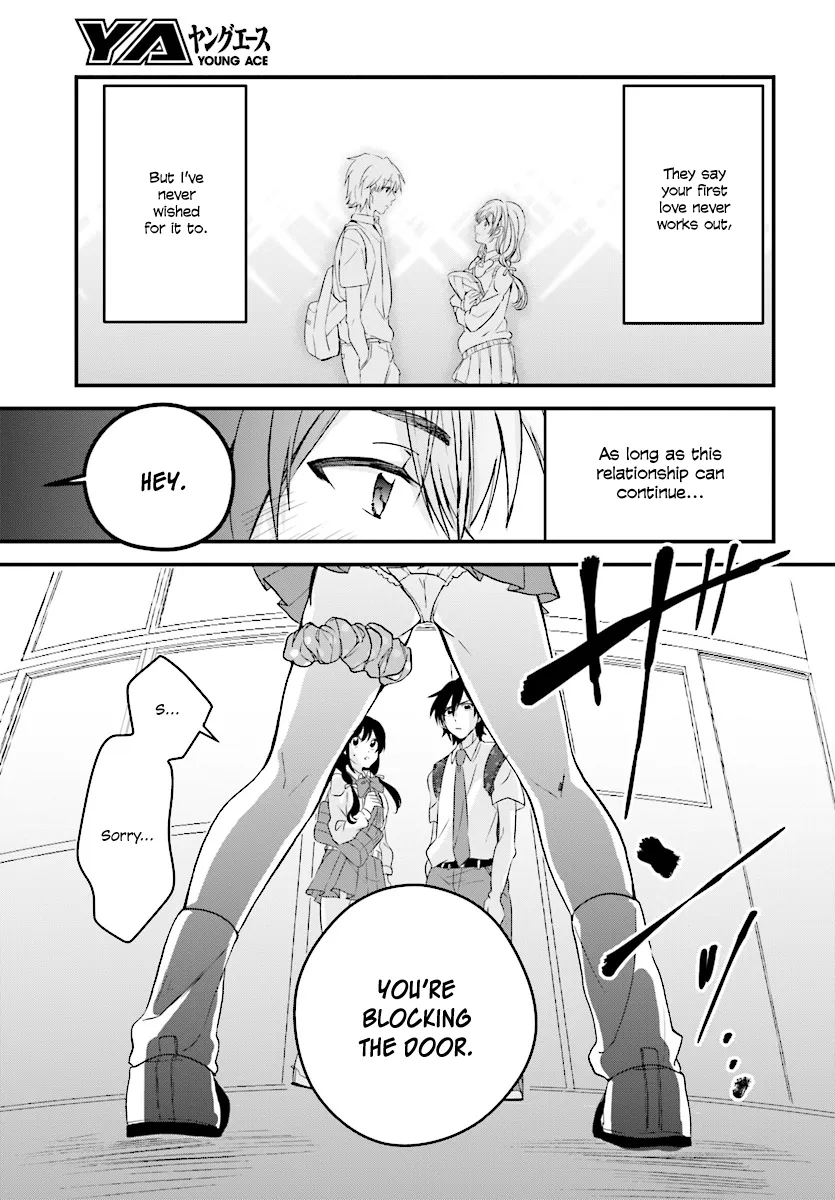 YA ヤングエース
YOUNG ACE
They say
your first
love never
works out,
But I've
never
wished
for it to.
As long as this
relationship can
continue...
HEY.
YOU'RE
BLOCKING
THE DOOR.
S...
Sorry...